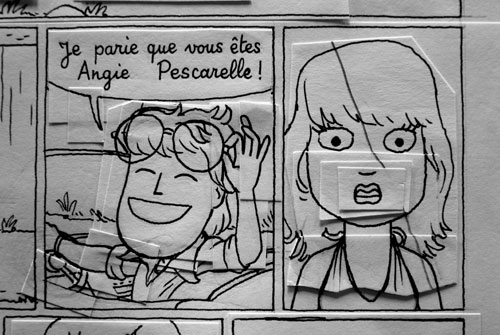 Je parie que vous êtes
Angie Pescarelle !